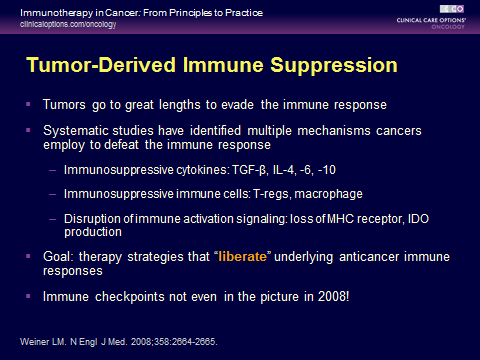 Immunotherapy in Cancer: From Principles to Practice
clinicaloptions.com/oncology
CLINICAL CARE OPTIONS®
ONCOLOGY
Tumor-Derived Immune Suppression
▪ Tumors go to great lengths to evade the immune response
▪ Systematic studies have identified multiple mechanisms cancers
employ to defeat the immune response
– Immunosuppressive cytokines: TGF-β, IL-4, -6, -10
– Immunosuppressive immune cells: T-regs, macrophage
– Disruption of immune activation signaling: loss of MHC receptor, IDO
production
▪ Goal: therapy strategies that “liberate” underlying anticancer immune
responses
▪ Immune checkpoints not even in the picture in 2008!
Weiner LM. N Engl J Med. 2008;358:2664-2665.